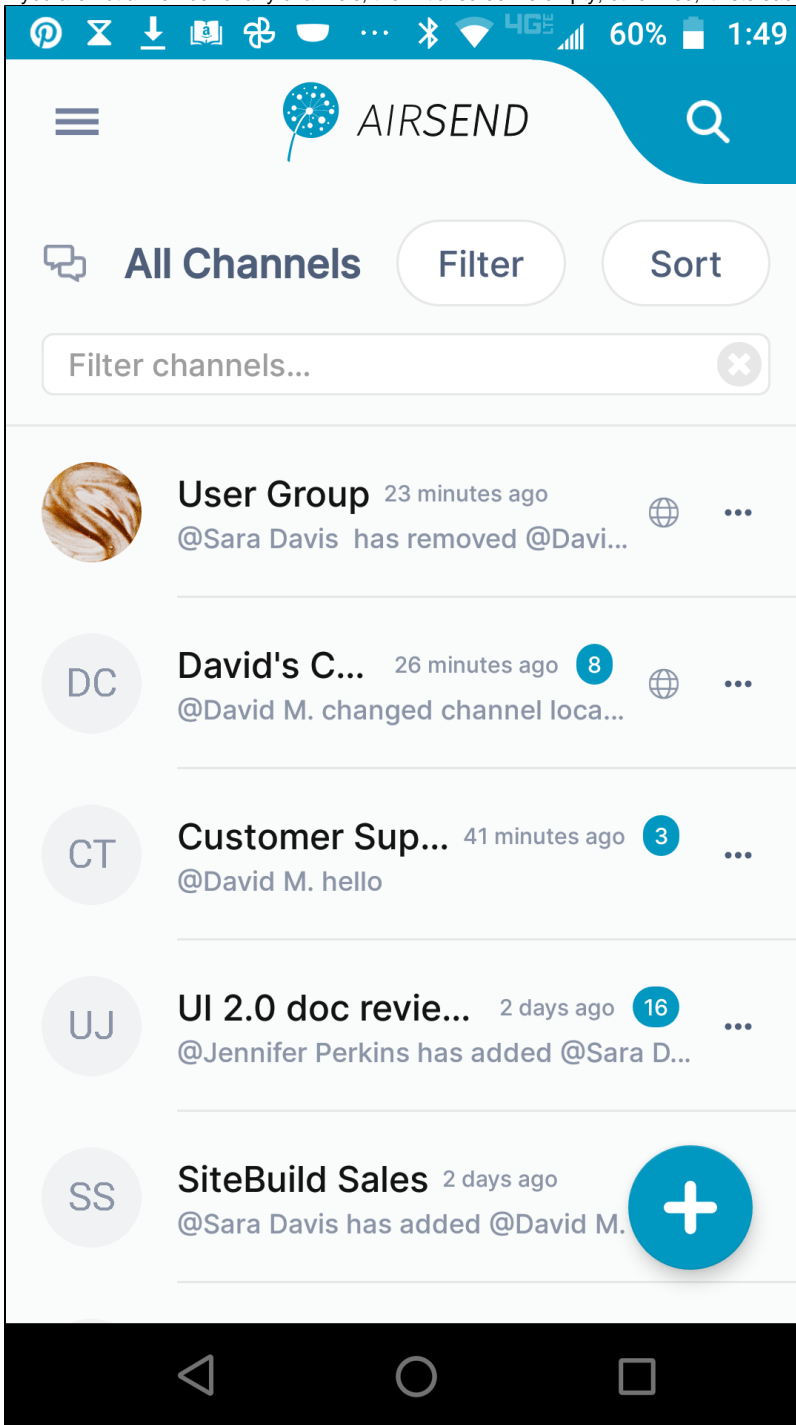 4G LTE 60% 1:49
AIRSEND
All Channels Filter Sort
Filter channels...
User Group 23 minutes ago
@Sara Davis has removed @Davi...
DC David's C... 26 minutes ago 8
@David M. changed channel loca...
CT Customer Sup... 41 minutes ago 3
@David M. hello
UJ UI 2.0 doc revie... 2 days ago 16
@Jennifer Perkins has added @Sara D...
SS SiteBuild Sales 2 days ago
@Sara Davis has added @David M.